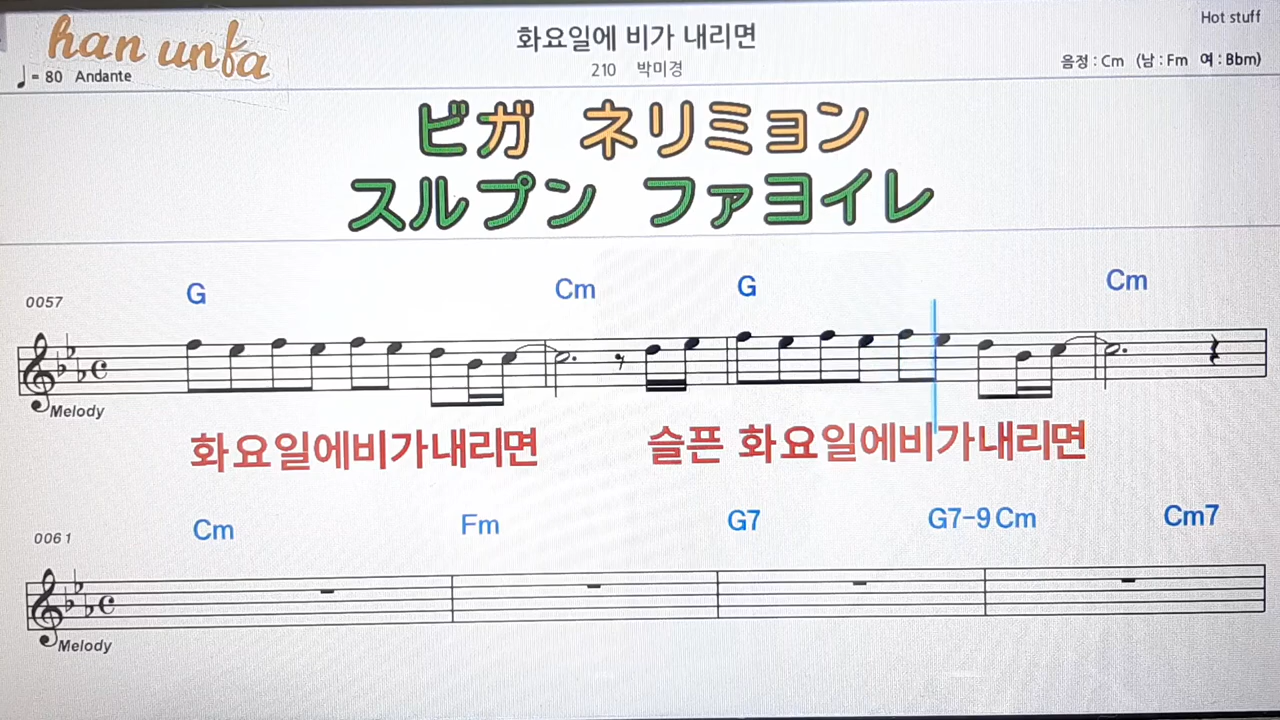 han unfa
화요일에 비가 내리면
Hot stuff
♩= 80 Andante
210 박미경
음정 : Cm (남 : Fm 여 : Bbm)
ビガ ネリミョン
スルプン ファヨイレ
0057
G Cm G Cm
Melody
화요일에비가내리면 슬픈 화요일에비가내리면
0061
Cm Fm G7 G7-9 Cm Cm7
Melody